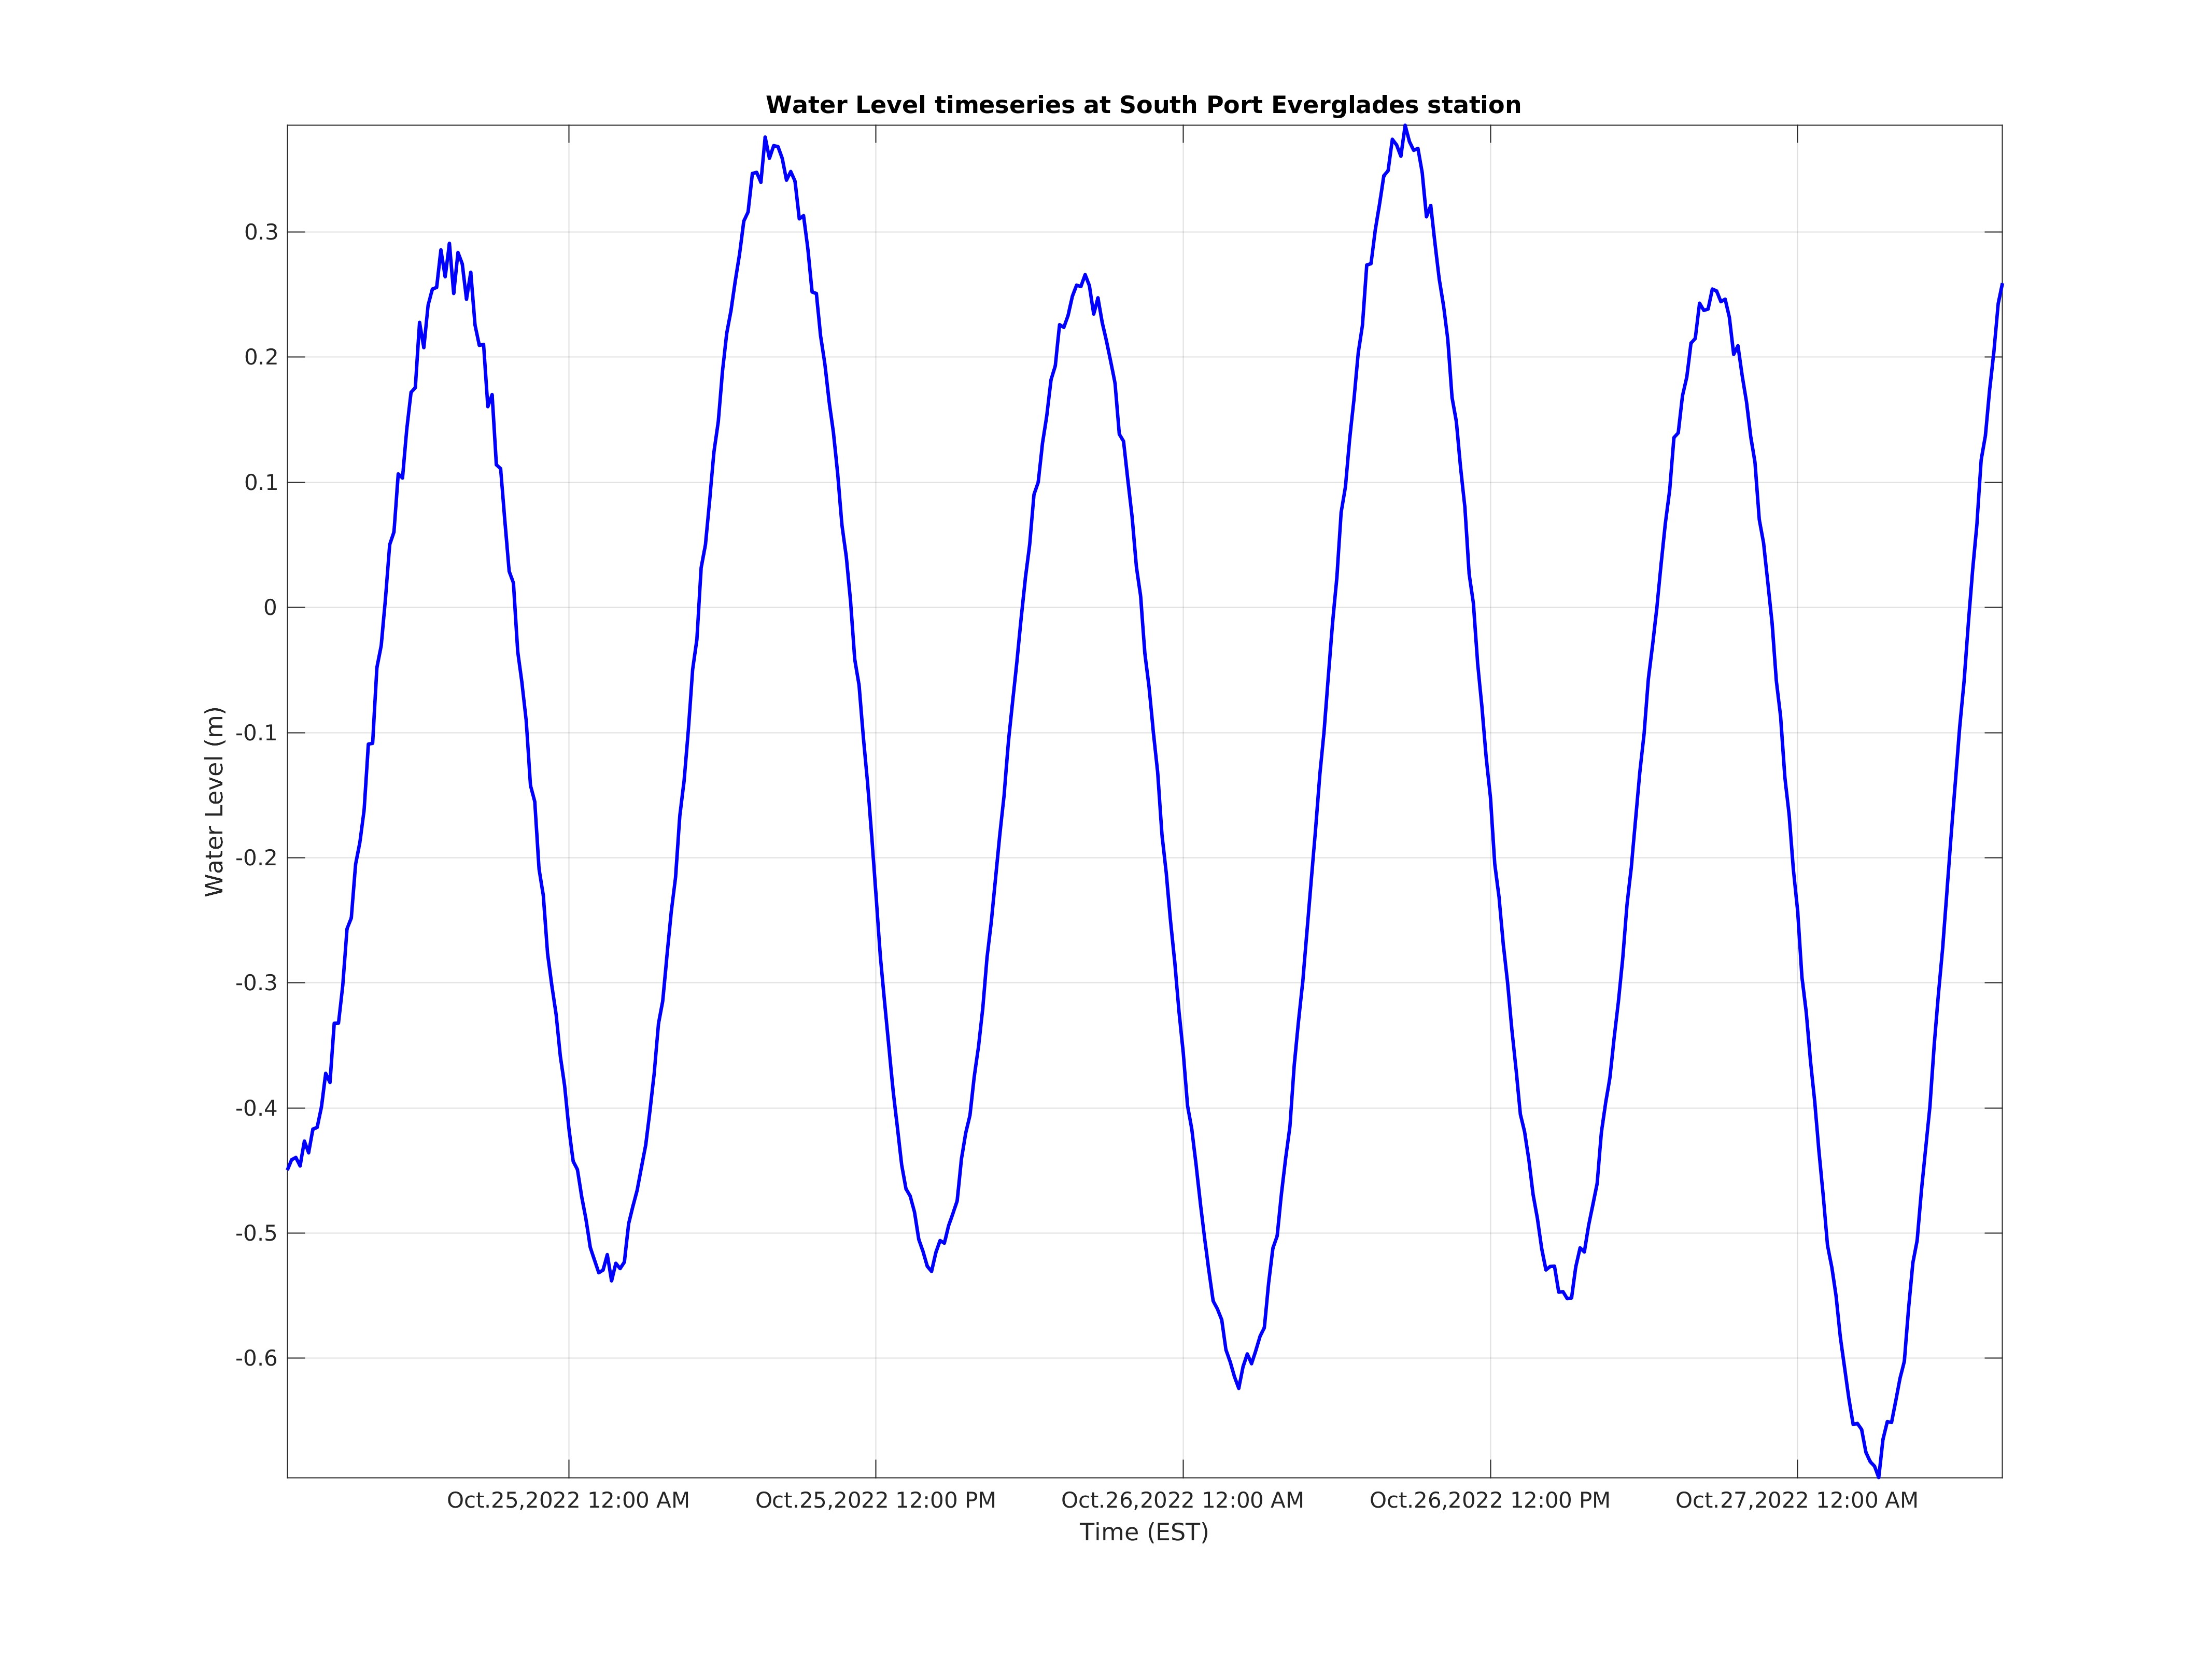 Water Level timeseries at South Port Everglades station
0.3
0.2
0.1
0
-0.1
-0.2
-0.3
-0.4
-0.5
-0.6
Water Level (m)
Oct.25,2022 12:00 AM
Oct.25,2022 12:00 PM
Oct.26,2022 12:00 AM
Oct.26,2022 12:00 PM
Oct.27,2022 12:00 AM
Time (EST)